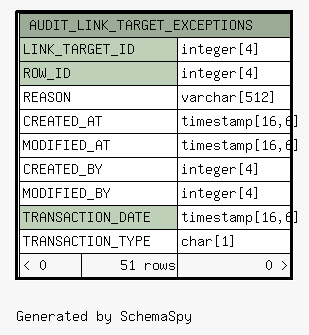 AUDIT_LINK_TARGET_EXCEPTIONS
LINK_TARGET_ID integer[4]
ROW_ID integer[4]
REASON varchar[512]
CREATED_AT timestamp[16,6]
MODIFIED_AT timestamp[16,6]
CREATED_BY integer[4]
MODIFIED_BY integer[4]
TRANSACTION_DATE timestamp[16,6]
TRANSACTION_TYPE char[1]
< 0 51 rows 0 >
Generated by SchemaSpy